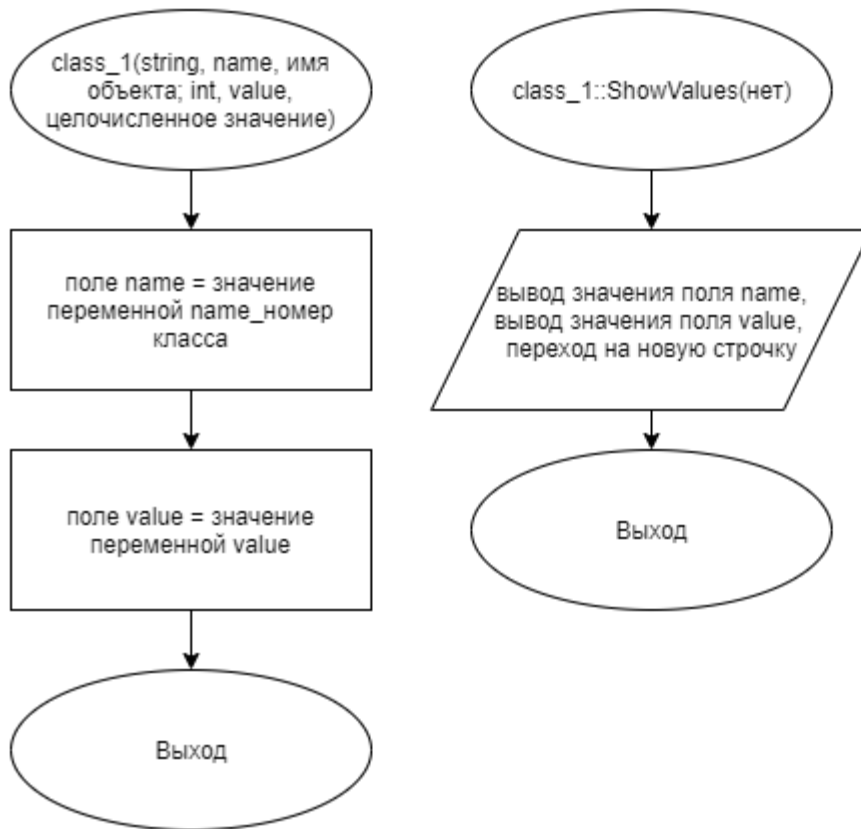 class_1(string, name, имя
объекта; int, value,
целочисленное значение)
поле name = значение
переменной name_номер
класса
поле value = значение
переменной value
Выход
class_1::ShowValues(нет)
вывод значения поля name,
вывод значения поля value,
переход на новую строчку
Выход